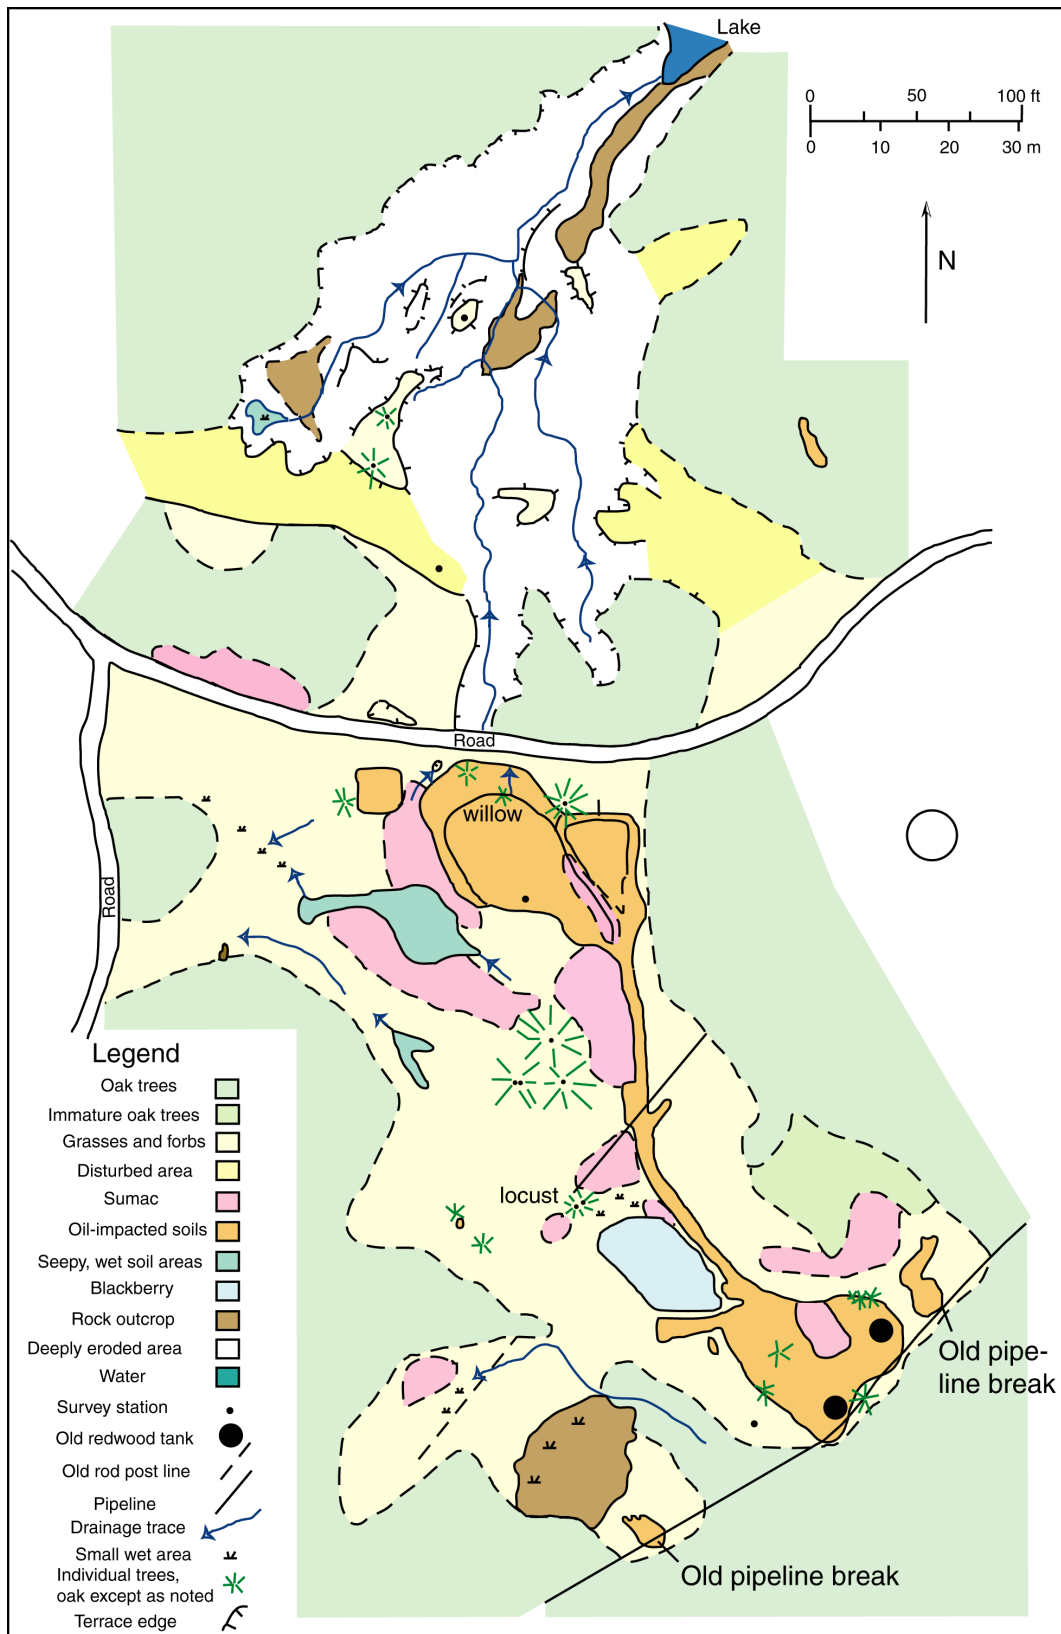 Lake
0 50 100 ft
0 10 20 30 m
N
Road
willow
Road
locust
Old pipe-
line break
Old pipeline break
Legend
Oak trees
Immature oak trees
Grasses and forbs
Disturbed area
Sumac
Oil-impacted soils
Seepy, wet soil areas
Blackberry
Rock outcrop
Deeply eroded area
Water
Survey station
Old redwood tank
Old rod post line
Pipeline
Drainage trace
Small wet area
Individual trees,
oak except as noted
Terrace edge